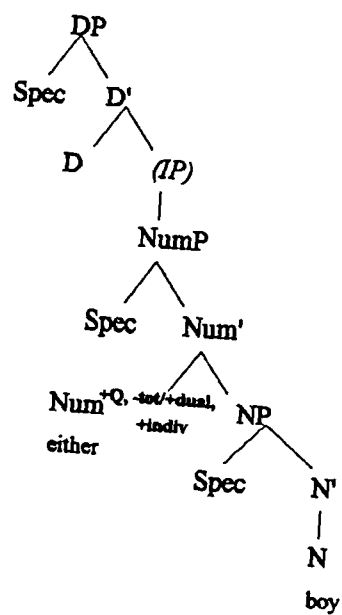 DP
Spec D'
D (IP)
NumP
Spec Num'
Num+Q, -tot/+dual, NP
+indiv
either
Spec N'
N
boy